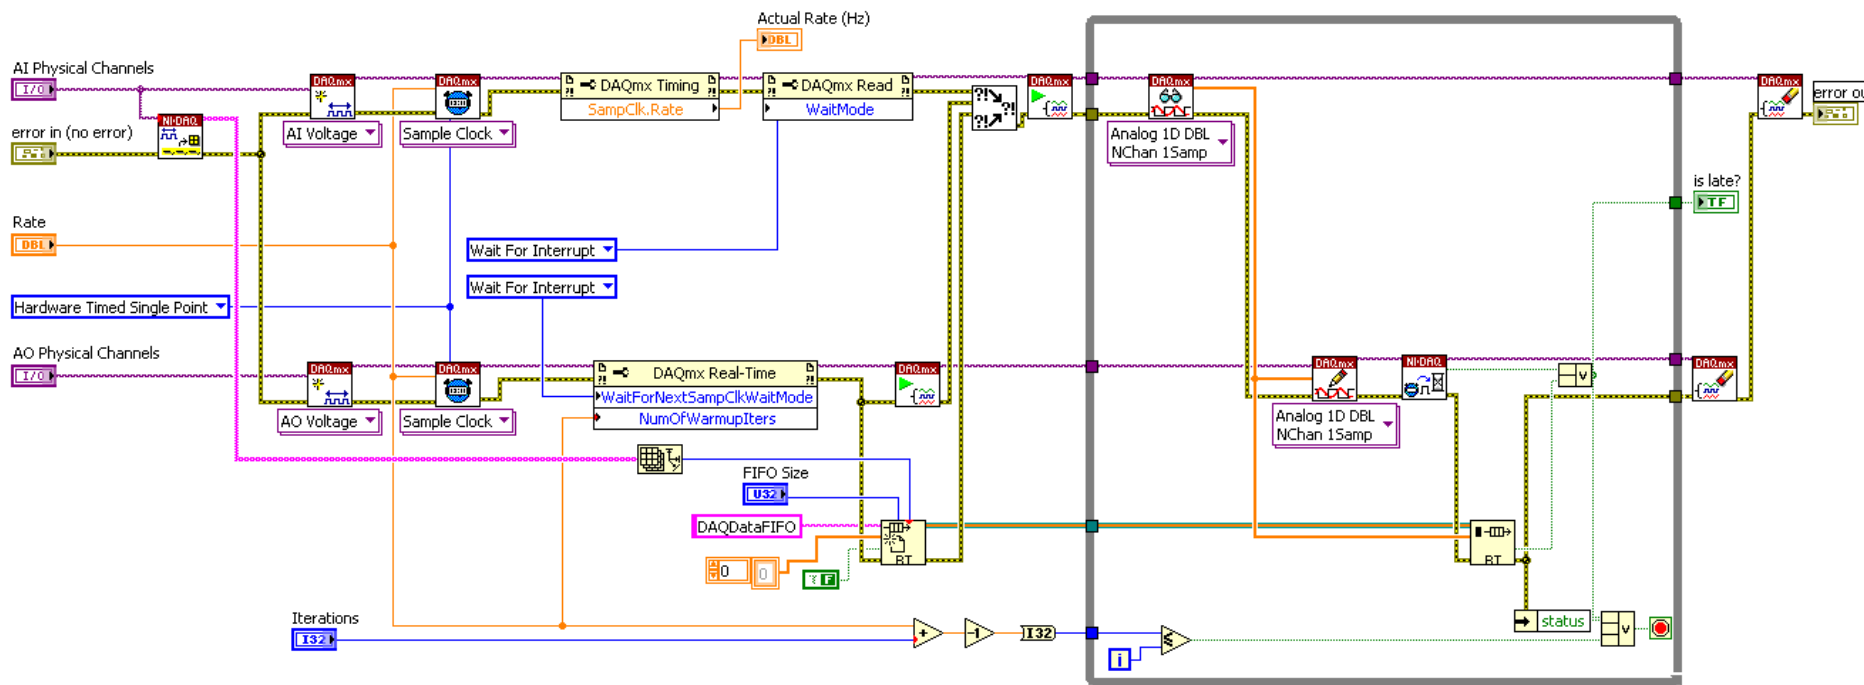 Actual Rate (Hz)
DBL
AI Physical Channels
I/O
DAQmx
DAQmx
DAQmx Timing
SampClk.Rate
DAQmx Read
WaitMode
DAQmx
DAQmx
DAQmx
error ou
error in (no error)
NI-DAQ
AI Voltage
Sample Clock
?!
?!
?!
Analog 1D DBL
NChan 1Samp
is late?
TF
Rate
DBL
Wait For Interrupt
Wait For Interrupt
Hardware Timed Single Point
AO Physical Channels
I/O
DAQmx
DAQmx
DAQmx Real-Time
WaitForNextSampClkWaitMode
NumOfWarmupIters
DAQmx
DAQmx
NI-DAQ
DAQmx
AO Voltage
Sample Clock
Analog 1D DBL
NChan 1Samp
FIFO Size
U32
DAQDataFIFO
RT
RT
0
0
F
Iterations
I32
+
-1
I32
i
status